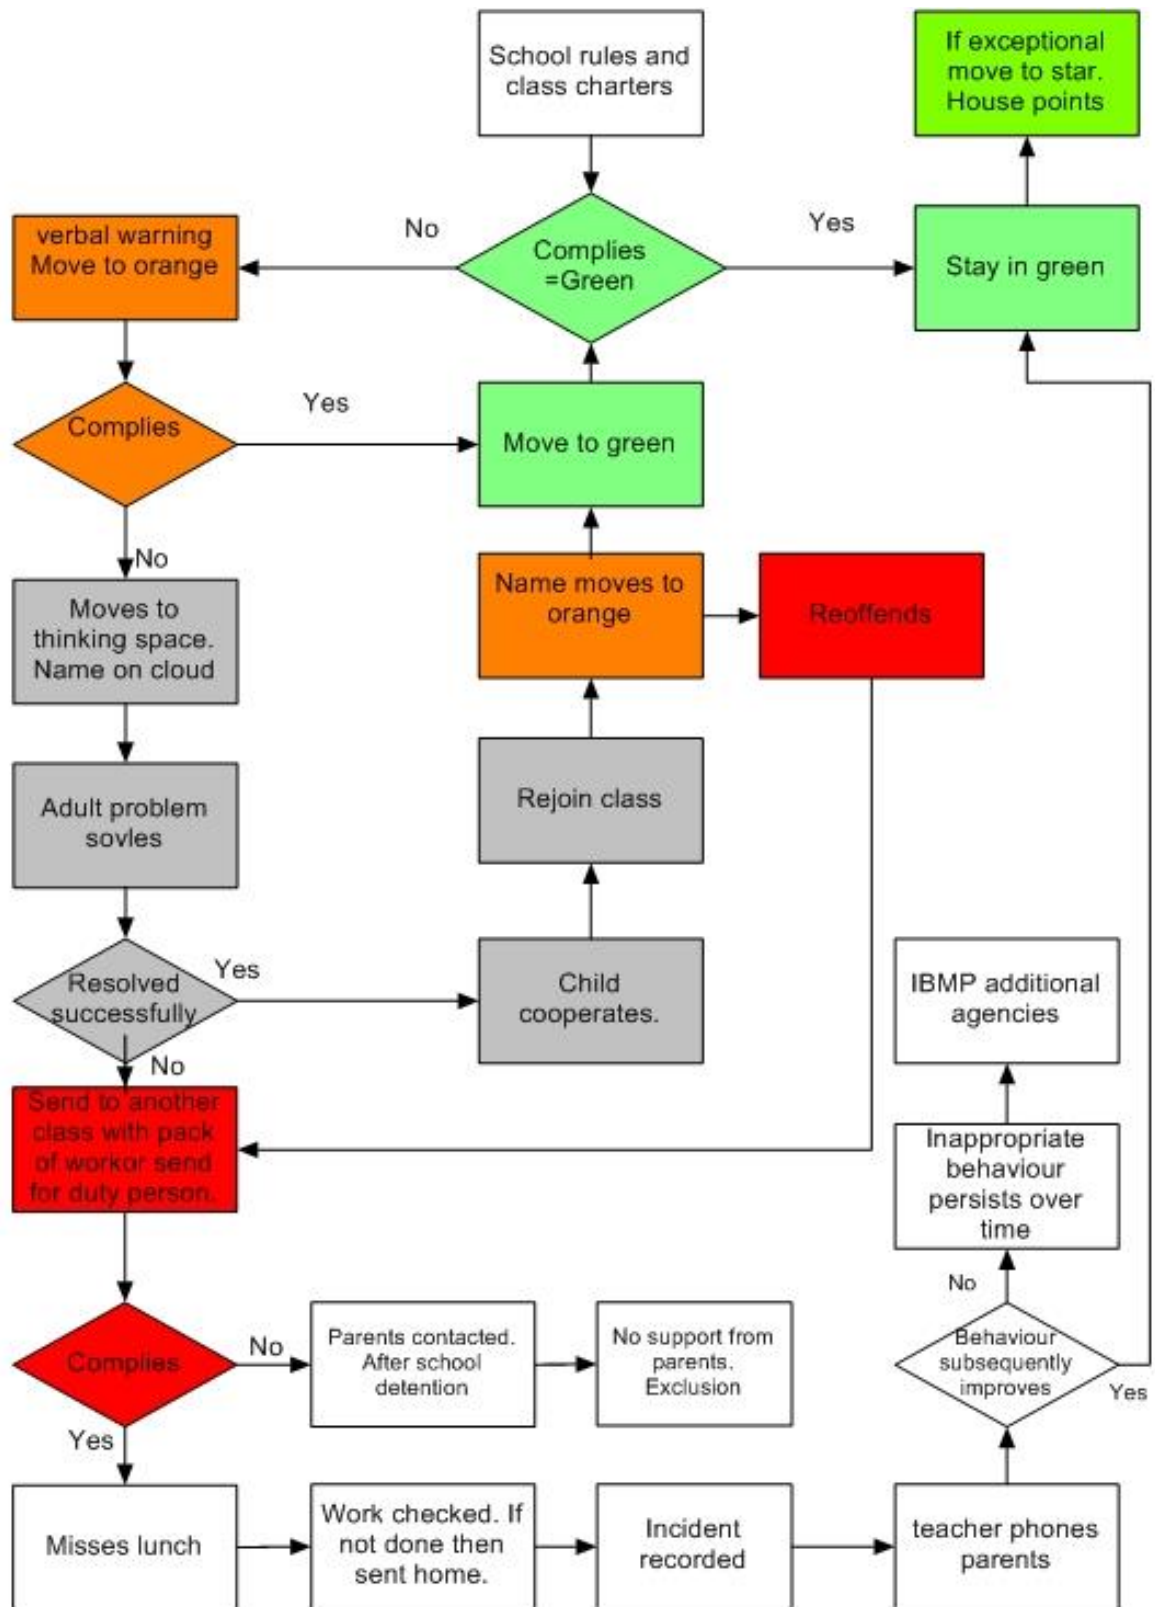 School rules and
class charters
If exceptional
move to star.
House points
No
Yes
verbal warning
Move to orange
Complies
=Green
Stay in green
Yes
Complies
Move to green
No
Name moves to
orange
Reoffends
Moves to
thinking space.
Name on cloud
Rejoin class
Adult problem
sovles
Yes
Resolved
successfully
Child
cooperates.
IBMP additional
agencies
No
Send to another
class with pack
of workor send
for duty person.
Inappropriate
behaviour
persists over
time
No
No
Complies
Parents contacted.
After school
detention
No support from
parents.
Exclusion
Behaviour
subsequently
improves
Yes
Yes
Misses lunch
Work checked. If
not done then
sent home.
Incident
recorded
teacher phones
parents